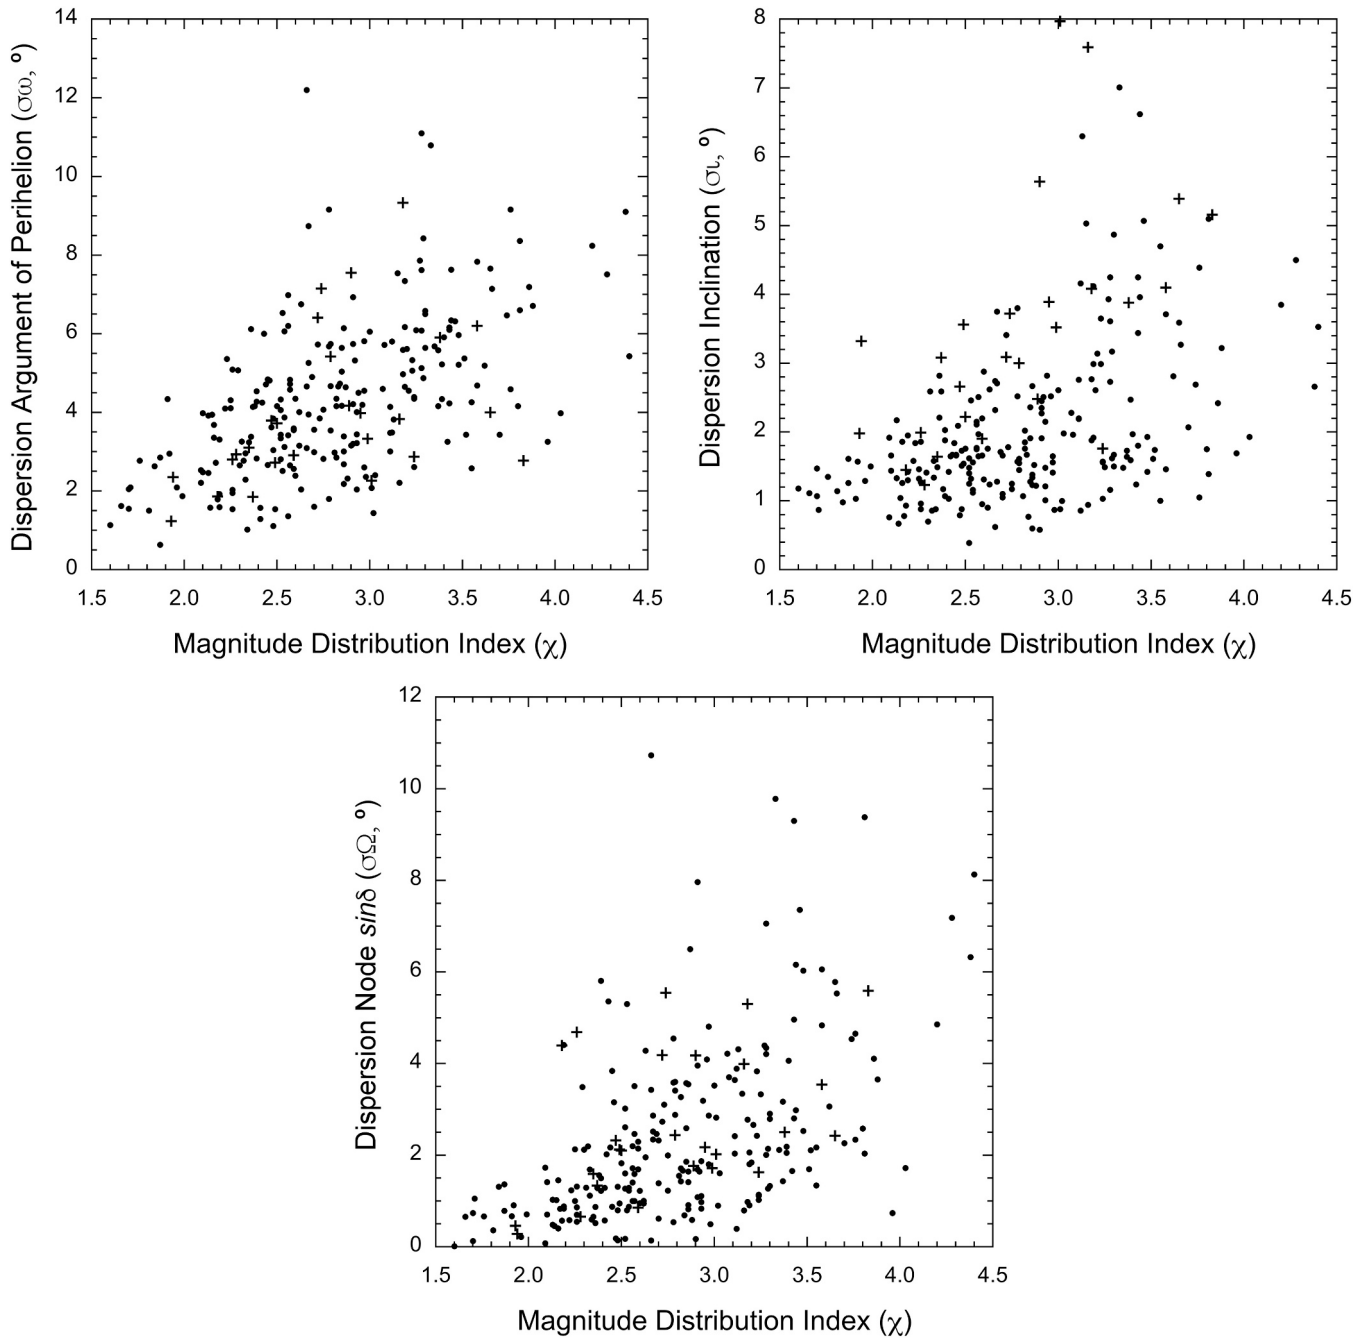 14
12
10
8
6
4
2
0
Dispersion Argument of Perihelion (σω, º)
1.5 2.0 2.5 3.0 3.5 4.0 4.5
Magnitude Distribution Index (χ)
8
7
6
5
4
3
2
1
0
Dispersion Inclination (σι, º)
1.5 2.0 2.5 3.0 3.5 4.0 4.5
Magnitude Distribution Index (χ)
12
10
8
6
4
2
0
Dispersion Node sinδ (σΩ, º)
1.5 2.0 2.5 3.0 3.5 4.0 4.5
Magnitude Distribution Index (χ)